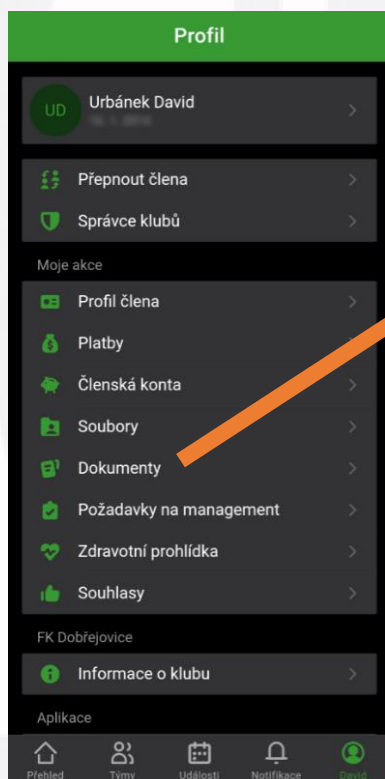 Profil
UD
Urbánek David
Přepnout člena
Správce klubů
Moje akce
Profil člena
Platby
Členská konta
Soubory
Dokumenty
Požadavky na management
Zdravotní prohlídka
Souhlasy
FK Dobřejovice
Informace o klubu
Aplikace
Přehled
Týmy
Události
Notifikace
David